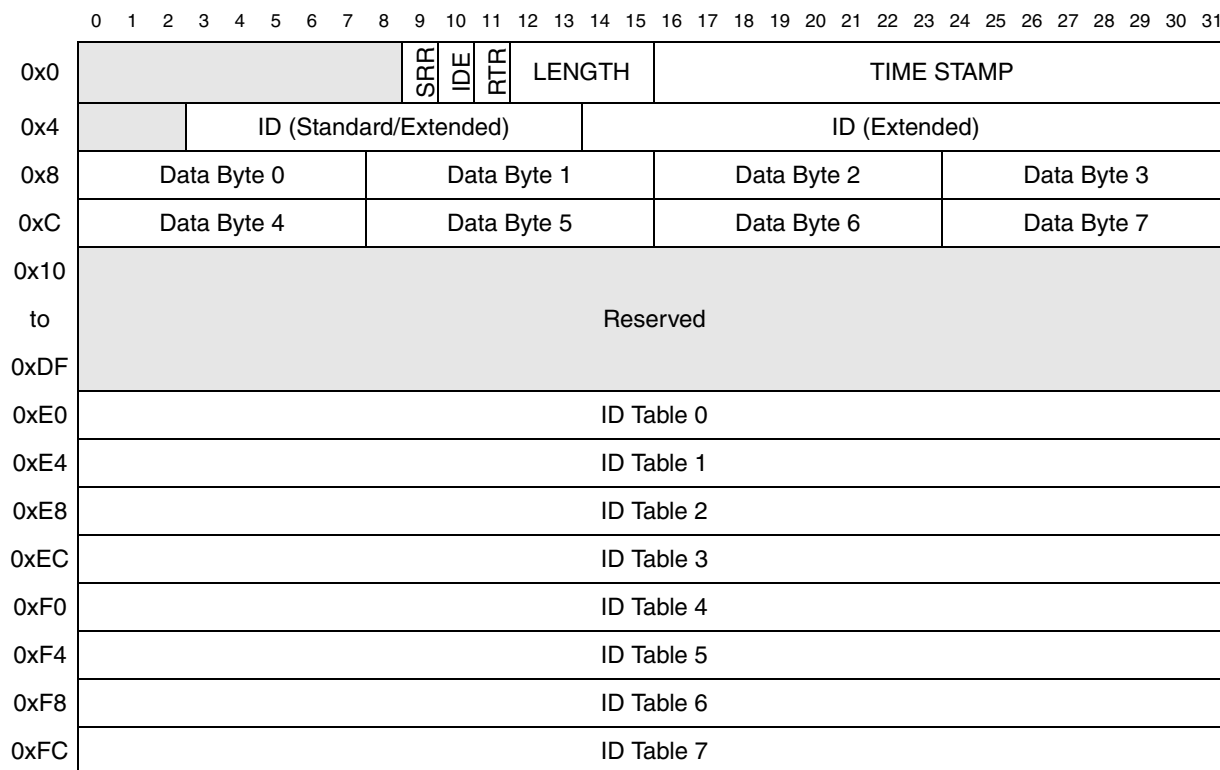 0 1 2 3 4 5 6 7 8 9 10 11 12 13 14 15 16 17 18 19 20 21 22 23 24 25 26 27 28 29 30 31
0x0 SRR IDE RTR LENGTH TIME STAMP
0x4 ID (Standard/Extended) ID (Extended)
0x8 Data Byte 0 Data Byte 1 Data Byte 2 Data Byte 3
0xC Data Byte 4 Data Byte 5 Data Byte 6 Data Byte 7
0x10
to Reserved
0xDF
0xE0 ID Table 0
0xE4 ID Table 1
0xE8 ID Table 2
0xEC ID Table 3
0xF0 ID Table 4
0xF4 ID Table 5
0xF8 ID Table 6
0xFC ID Table 7